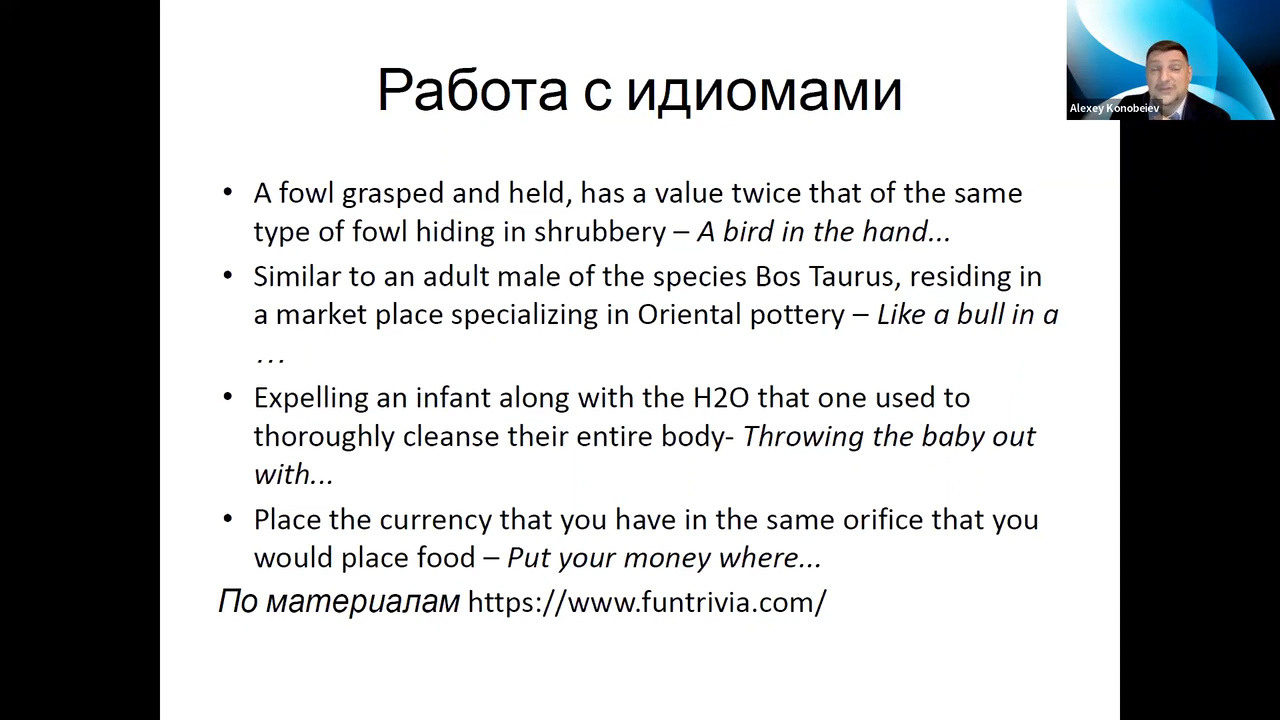 Работа с идиомами
Alexey Konobeiev
• A fowl grasped and held, has a value twice that of the same
type of fowl hiding in shrubbery – A bird in the hand...
• Similar to an adult male of the species Bos Taurus, residing in
a market place specializing in Oriental pottery – Like a bull in a
...
• Expelling an infant along with the H2O that one used to
thoroughly cleanse their entire body- Throwing the baby out
with...
• Place the currency that you have in the same orifice that you
would place food – Put your money where...
По материалам https://www.funtrivia.com/